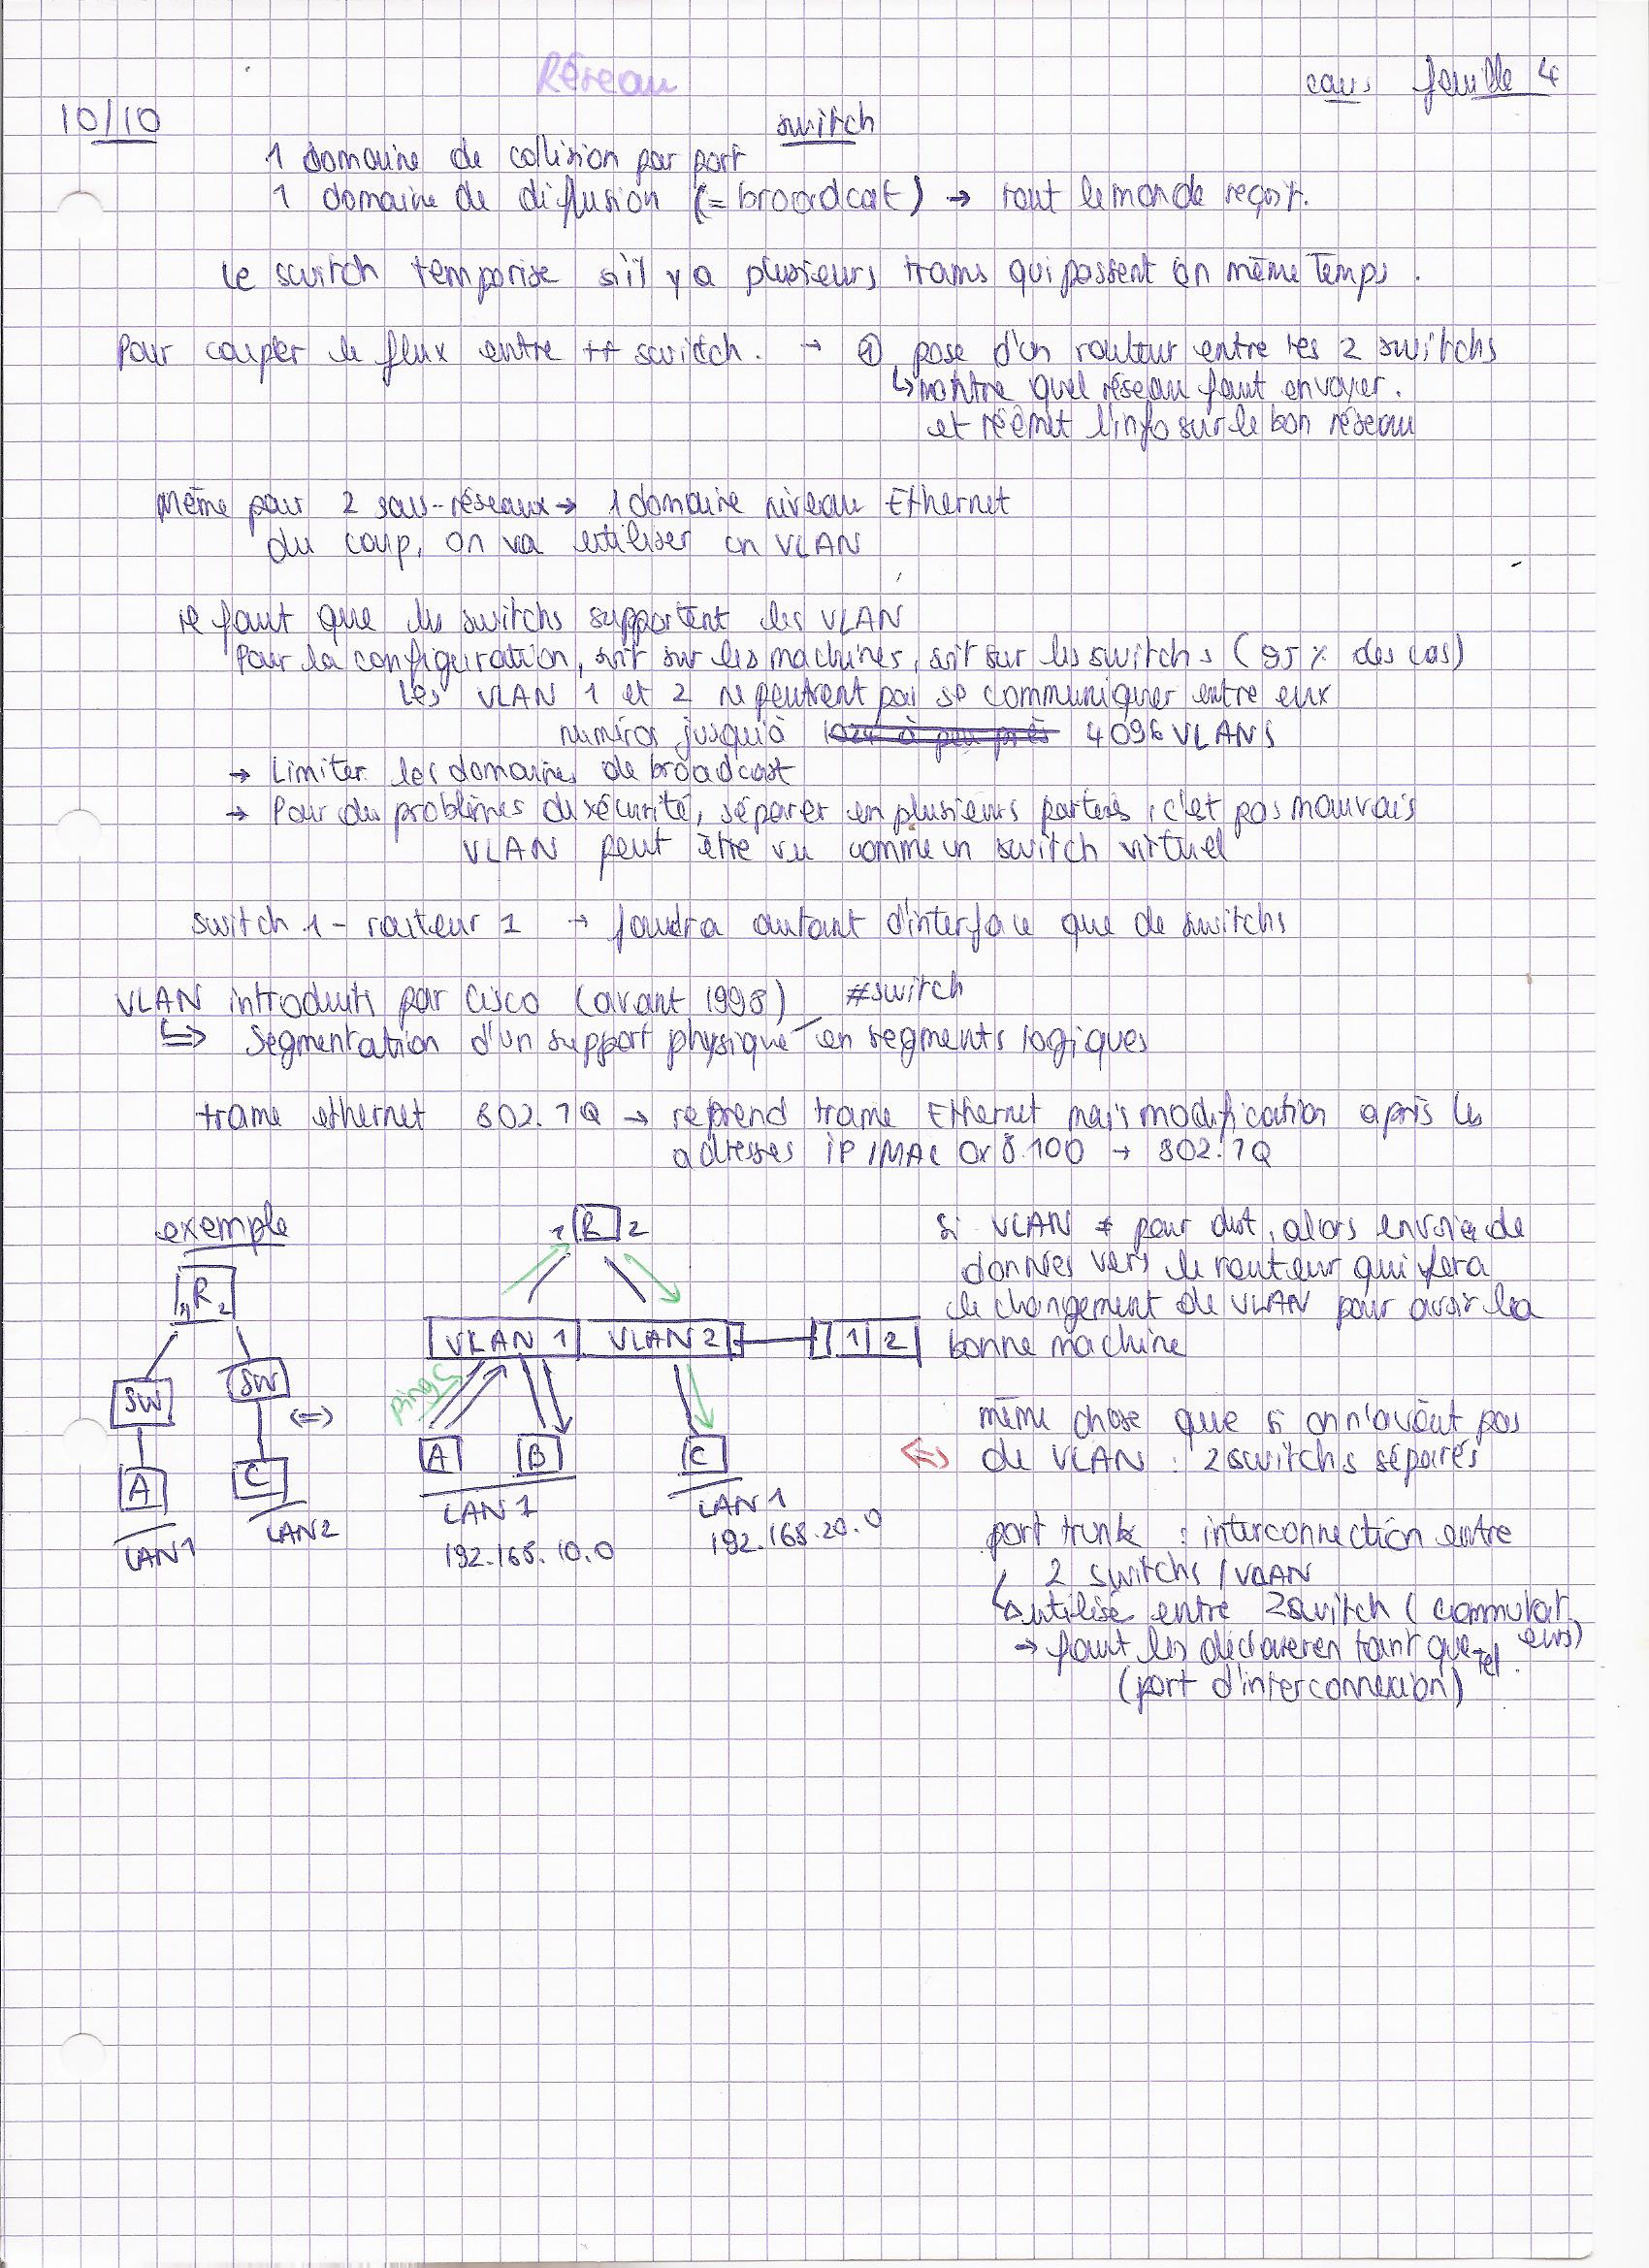 Réseau
cours feuille 4
10/10
switch
1 domaine de collision par port
1 domaine de diffusion (= broadcast) → tout le monde reçoit.
Le switch temporise s'il y a plusieurs trams qui passent en même temps.
Pour couper le flux entre ++ switch. → ① pose d'un routeur entre les 2 switchs
↳ montre quel réseau faut envoyer.
et réémet l'info sur le bon réseau
Même pour 2 sous-réseaux → 1 domaine niveau Ethernet
du coup, on va utiliser un VLAN
il faut que les switchs supportent les VLAN
Pour la configuration, soit sur les machines, soit sur les switchs (95 % des cas)
Les VLAN 1 et 2 ne peuvent pas se communiquer entre eux
numéros jusqu'à 1024 à peu près 4096 VLANS
→ Limiter les domaines de broadcast
→ Pour des problèmes de sécurité, séparer en plusieurs parties, c'est pas mauvais
VLAN peut être vu comme un switch virtuel
switch 1 - routeur 1 → faudra autant d'interface que de switchs
VLAN introduits par Cisco (avant 1998) #switch
↳ Segmentation d'un support physique en segments logiques
trame ethernet 802.1Q → reprend trame Ethernet mais modification après les
adresses IP/MAC Ox8.100 → 802.1Q
exemple
1 R 2
SW SW
A C
LAN1 LAN2
⇔
1 R 2
VLAN 1 VLAN 2
1 2
ping C
A B C
LAN 1
192.168.10.0
LAN 1
192.168.20.0
si VLAN ≠ pour dest, alors envoie de
données vers le routeur qui fera
le changement de VLAN pour avoir la
bonne machine
⇔ même chose que si on n'avait pas
de VLAN : 2 switchs séparés
port trunk : interconnection entre
2 switchs / VLAN
↳ utilisé entre 2 switch (commutateurs)
→ faut les déclarer en tant que tel.
(port d'interconnexion)